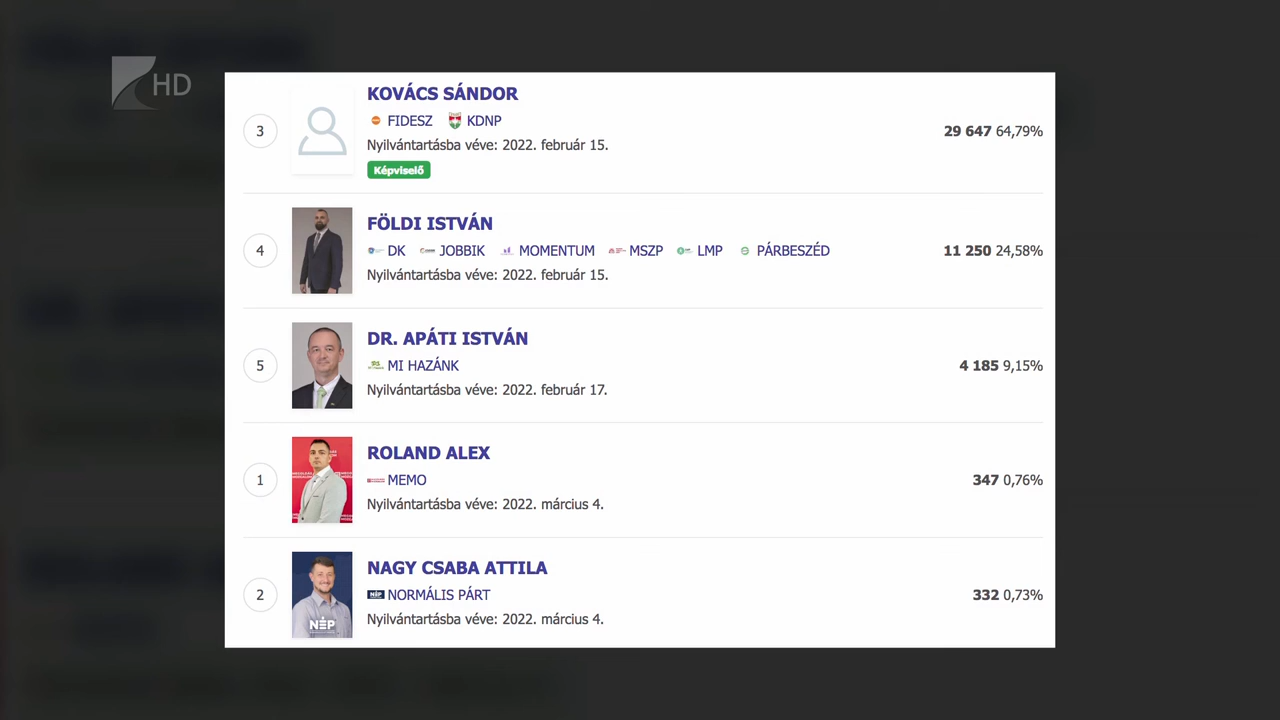 HD
3
KOVÁCS SÁNDOR
FIDESZ KDNP
Nyilvántartásba véve: 2022. február 15.
Képviselő
29 647 64,79%
4
FÖLDI ISTVÁN
DK JOBBIK MOMENTUM MSZP LMP PÁRBESZÉD
Nyilvántartásba véve: 2022. február 15.
11 250 24,58%
5
DR. APÁTI ISTVÁN
MI HAZÁNK
Nyilvántartásba véve: 2022. február 17.
4 185 9,15%
1
ROLAND ALEX
MEMO
Nyilvántartásba véve: 2022. március 4.
347 0,76%
2
NÉP
NAGY CSABA ATTILA
NÉP NORMÁLIS PÁRT
Nyilvántartásba véve: 2022. március 4.
332 0,73%